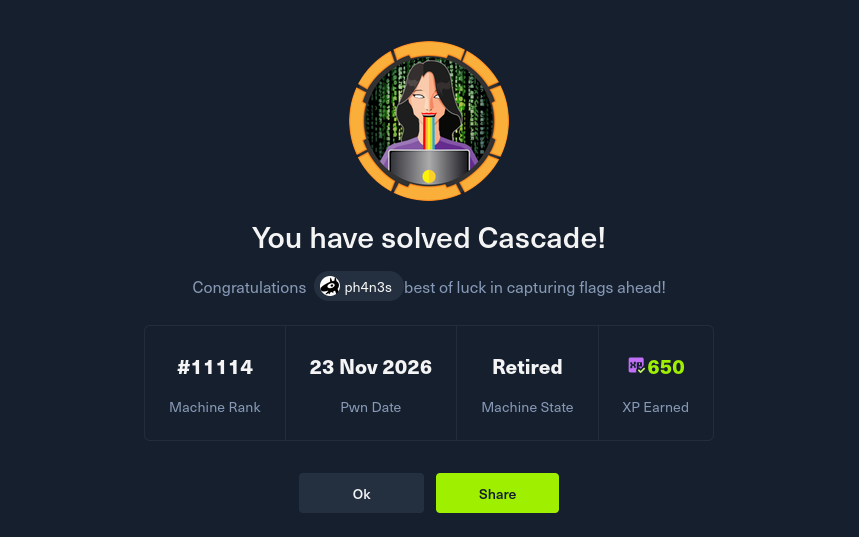 You have solved Cascade!
Congratulations ph4n3s best of luck in capturing flags ahead!
#11114 23 Nov 2026 Retired XP 650
Machine Rank Pwn Date Machine State XP Earned
Ok Share